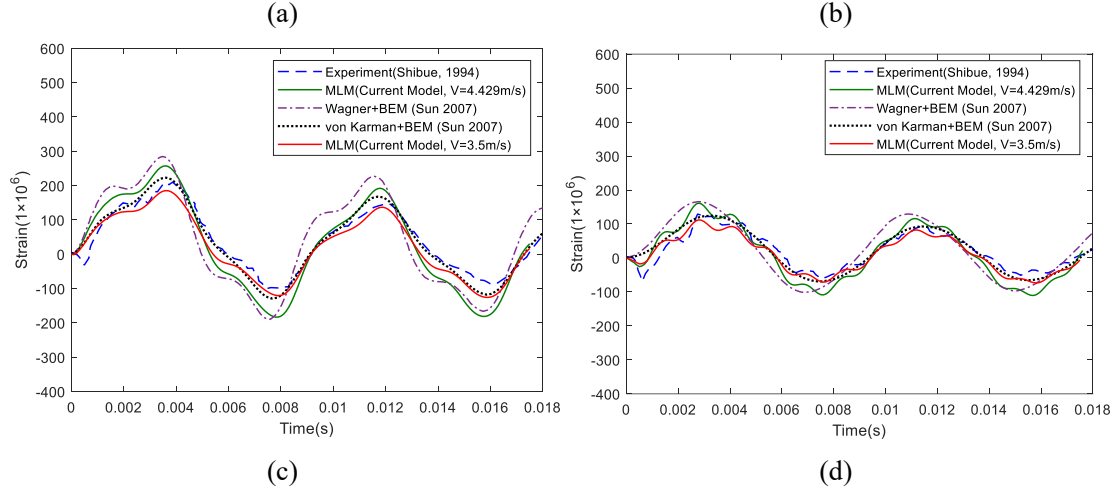 (a)
(b)
600
500
400
300
200
100
0
-100
-200
-300
-400
Strain(1×10⁶)
Experiment(Shibue, 1994)
MLM(Current Model, V=4.429m/s)
Wagner+BEM (Sun 2007)
von Karman+BEM (Sun 2007)
MLM(Current Model, V=3.5m/s)
0 0.002 0.004 0.006 0.008 0.01 0.012 0.014 0.016 0.018
Time(s)
600
500
400
300
200
100
0
-100
-200
-300
-400
Strain(1×10⁶)
Experiment(Shibue, 1994)
MLM(Current Model, V=4.429m/s)
Wagner+BEM (Sun 2007)
von Karman+BEM (Sun 2007)
MLM(Current Model, V=3.5m/s)
0 0.002 0.004 0.006 0.008 0.01 0.012 0.014 0.016 0.018
Time(s)
(c)
(d)